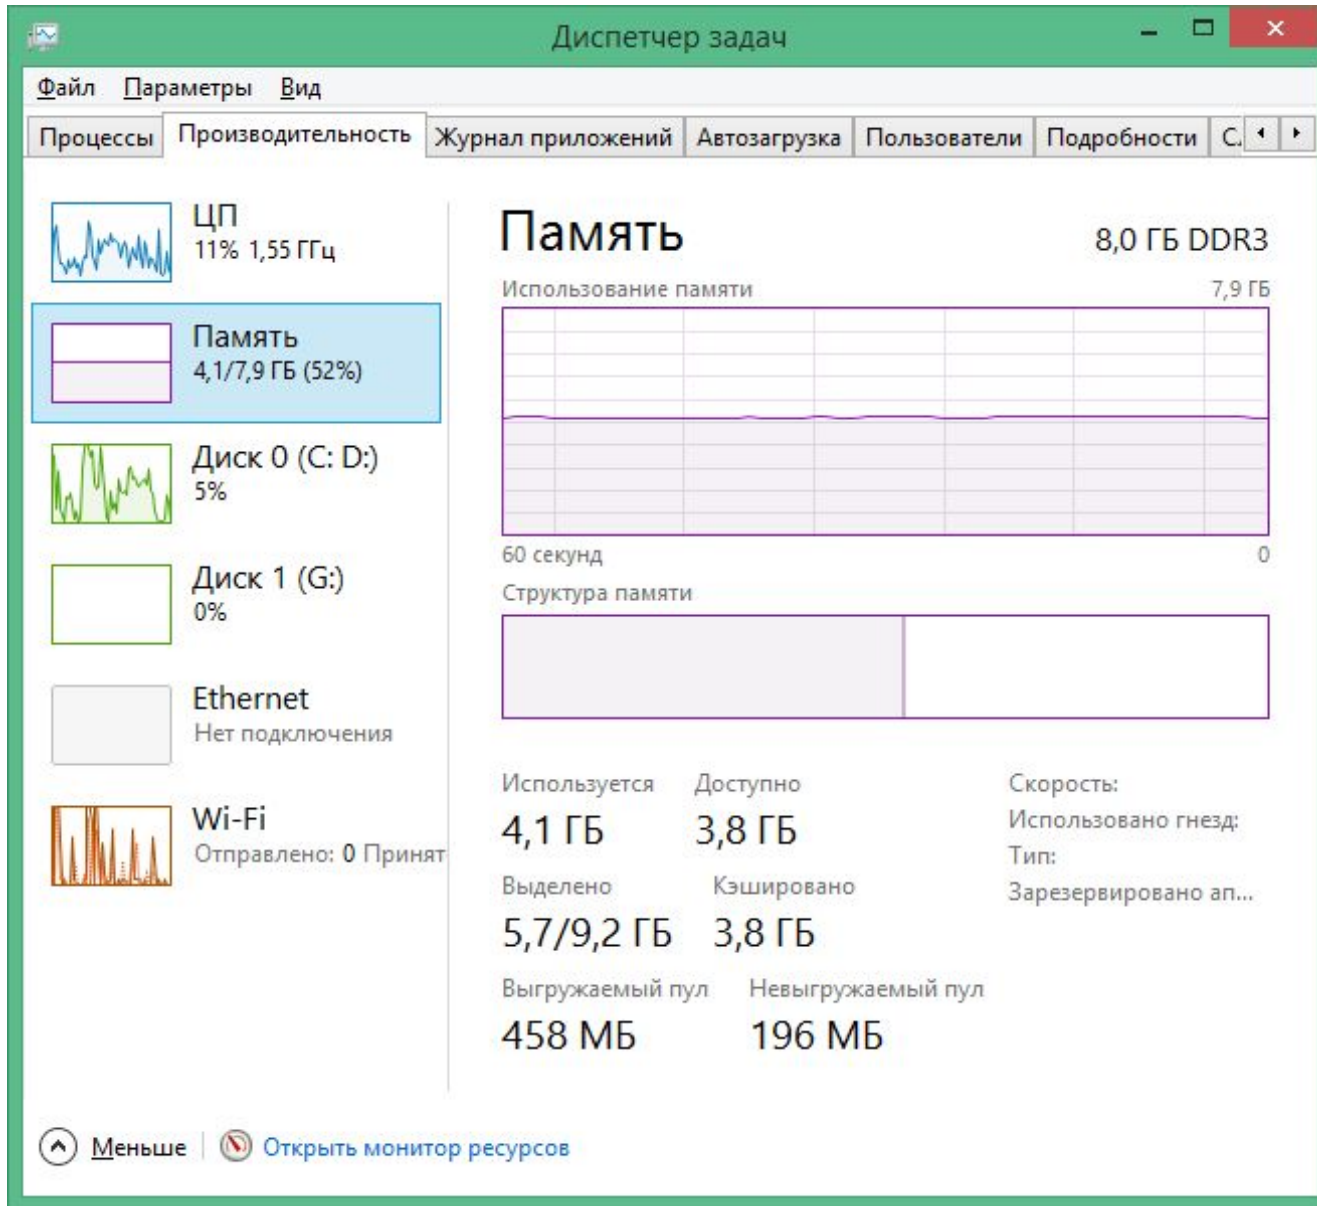 Диспетчер задач
Файл Параметры Вид
Процессы Производительность Журнал приложений Автозагрузка Пользователи Подробности
ЦП
11% 1,55 ГГц
Память
4,1/7,9 ГБ (52%)
Диск 0 (C: D:)
5%
Диск 1 (G:)
0%
Ethernet
Нет подключения
Wi-Fi
Отправлено: 0 Принят
Память 8,0 ГБ DDR3
Использование памяти 7,9 ГБ
60 секунд 0
Структура памяти
Используется Доступно
4,1 ГБ 3,8 ГБ
Выделено Кэшировано
5,7/9,2 ГБ 3,8 ГБ
Выгружаемый пул Невыгружаемый пул
458 МБ 196 МБ
Скорость:
Использовано гнезд:
Тип:
Зарезервировано ап...
Меньше Открыть монитор ресурсов